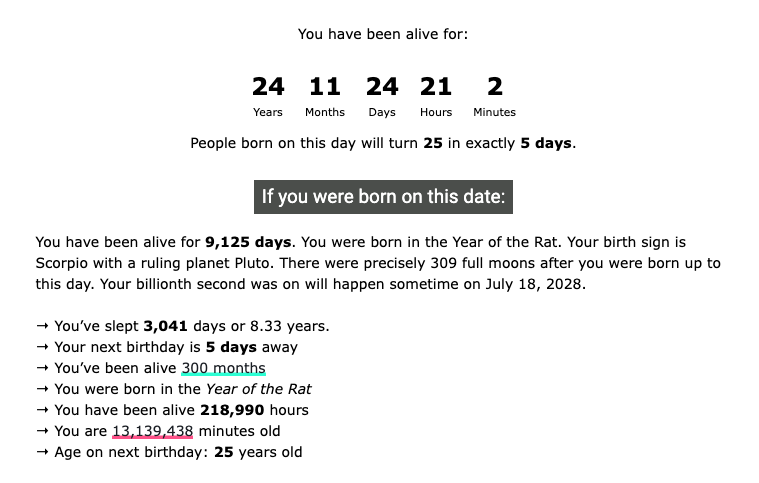 You have been alive for:
24 11 24 21 2
Years Months Days Hours Minutes
People born on this day will turn 25 in exactly 5 days.
If you were born on this date:
You have been alive for 9,125 days. You were born in the Year of the Rat. Your birth sign is
Scorpio with a ruling planet Pluto. There were precisely 309 full moons after you were born up to
this day. Your billionth second was on will happen sometime on July 18, 2028.
→ You’ve slept 3,041 days or 8.33 years.
→ Your next birthday is 5 days away
→ You’ve been alive 300 months
→ You were born in the Year of the Rat
→ You have been alive 218,990 hours
→ You are 13,139,438 minutes old
→ Age on next birthday: 25 years old